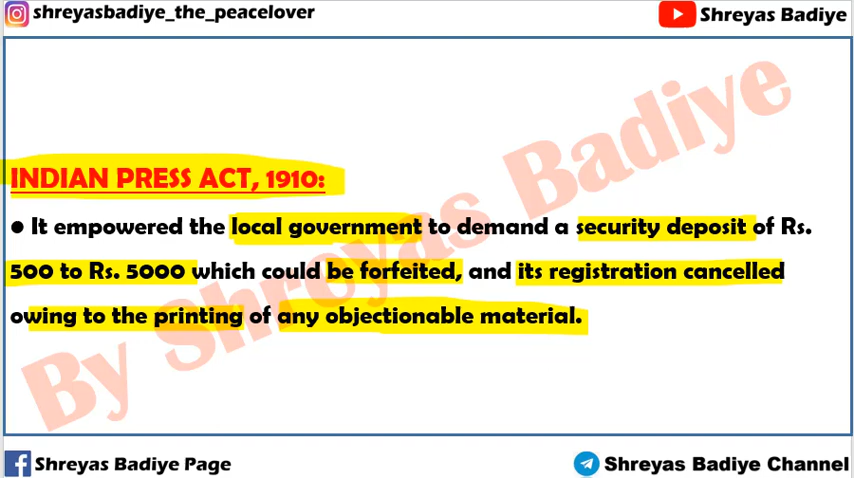 shreyasbadiye_the_peacelover
Shreyas Badiye
INDIAN PRESS ACT, 1910:
● It empowered the local government to demand a security deposit of Rs.
500 to Rs. 5000 which could be forfeited, and its registration cancelled
owing to the printing of any objectionable material.
By Shreyas Badiye
Shreyas Badiye Page
Shreyas Badiye Channel